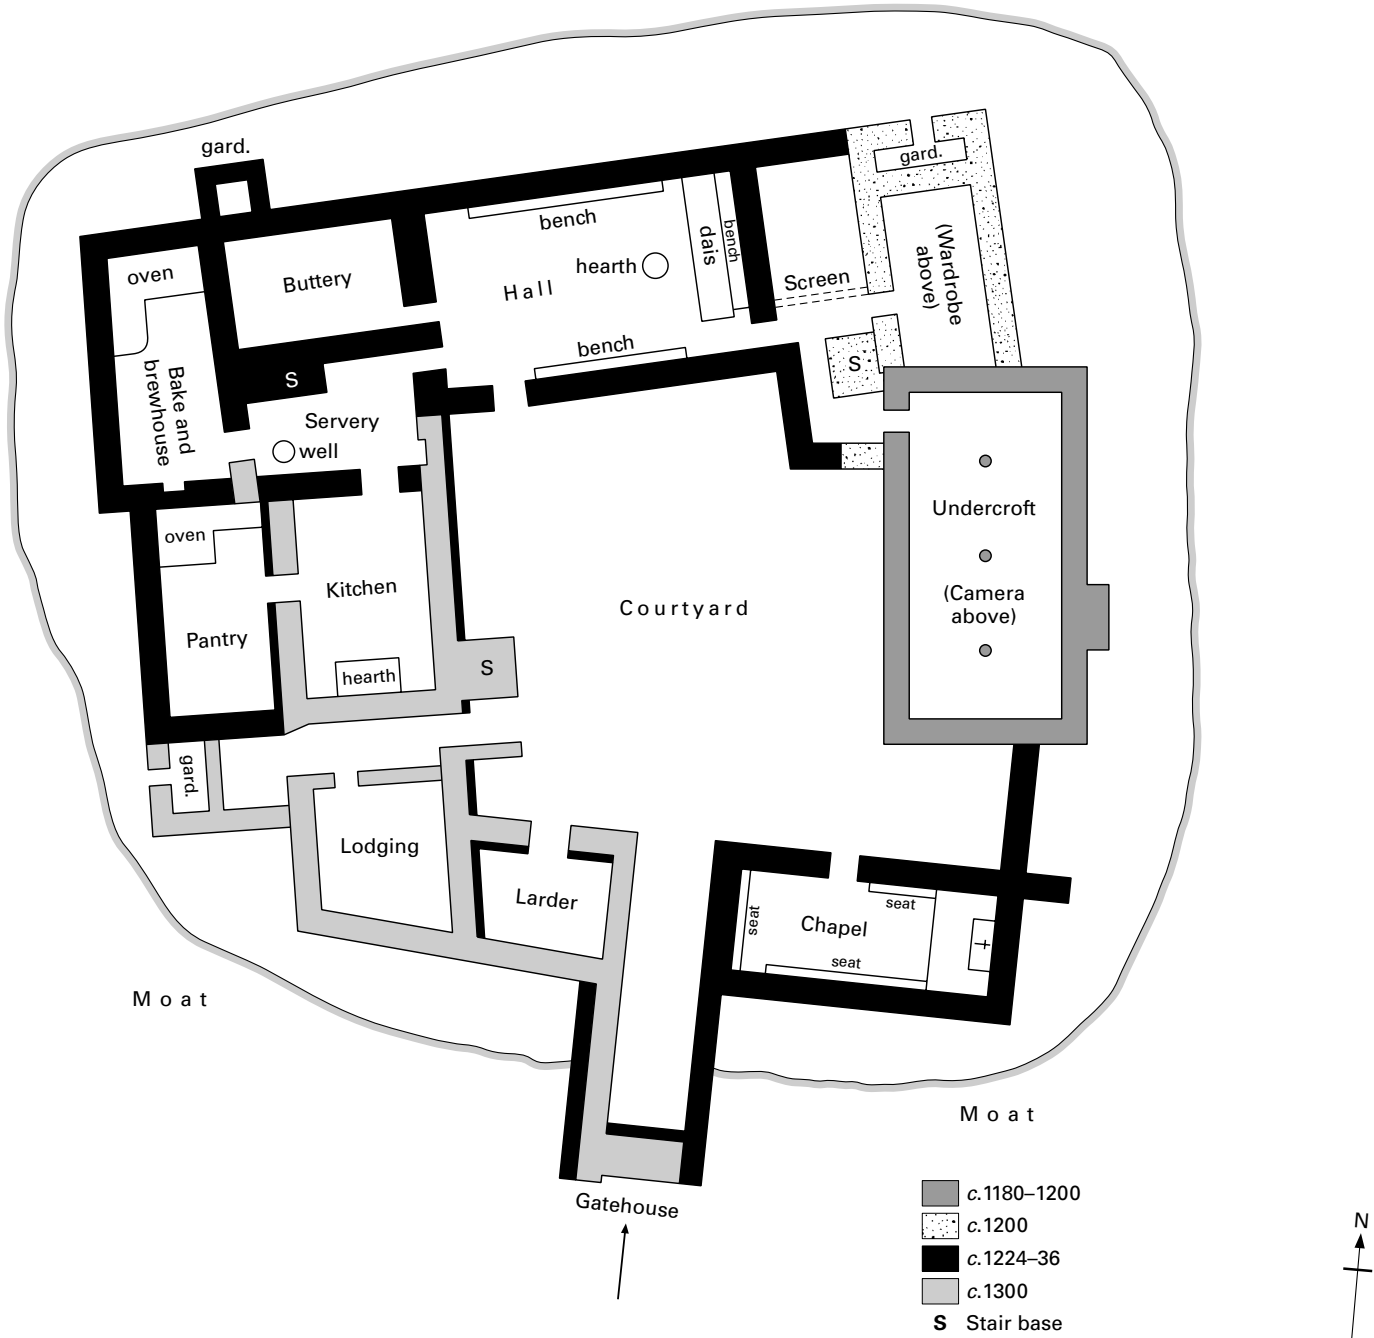 gard.
gard.
oven
Buttery
bench
hearth
Hall
dais
bench
Screen
(Wardrobe
above)
bench
S
S
Bake and
brewhouse
Servery
well
Undercroft
oven
Kitchen
(Camera
above)
Courtyard
Pantry
hearth
S
gard.
Lodging
Larder
seat
Chapel
seat
seat
Moat
Moat
Gatehouse
c.1180–1200
c.1200
c.1224–36
c.1300
S Stair base
N